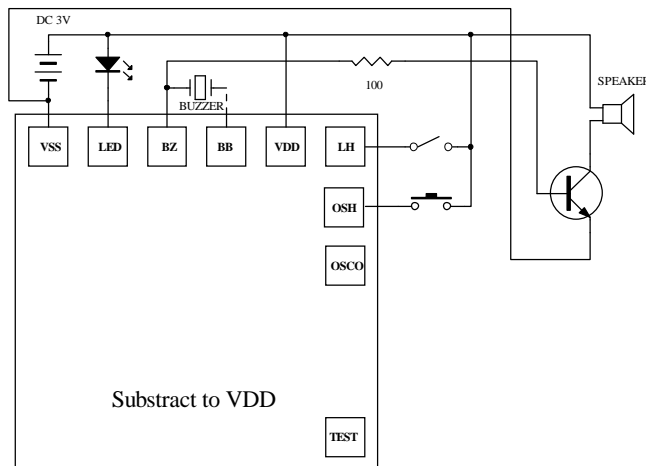 DC 3V
SPEAKER
100
BUZZER
VSS
LED
BZ
BB
VDD
LH
OSH
OSCO
Substract to VDD
TEST